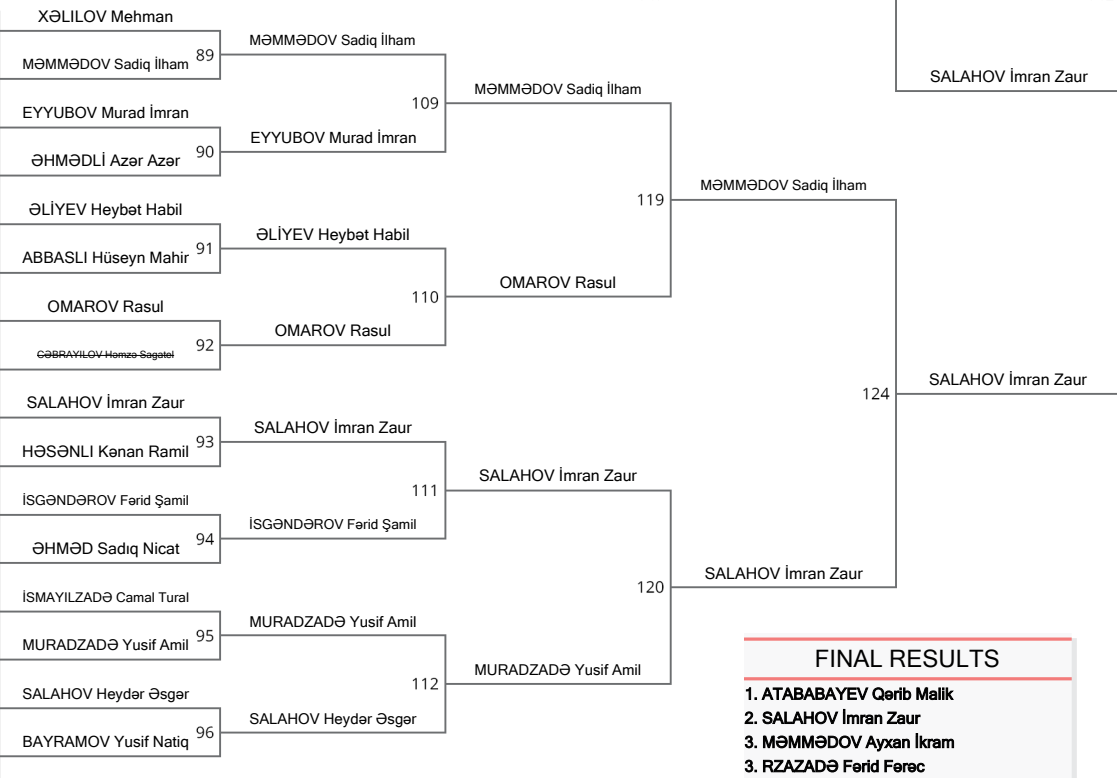 XƏLILOV Mehman
MƏMMƏDOV Sadiq İlham
89
EYYUBOV Murad İmran
ƏHMƏDLİ Azər Azər
90
ƏLİYEV Heybət Habil
ABBASLI Hüseyn Mahir
91
OMAROV Rasul
CƏBRAYILOV Həmzə Sagatel
92
SALAHOV İmran Zaur
HƏSƏNLI Kənan Ramil
93
İSGƏNDƏROV Fərid Şamil
ƏHMƏD Sadıq Nicat
94
İSMAYILZADƏ Camal Tural
MURADZADƏ Yusif Amil
95
SALAHOV Heydər Əsgər
BAYRAMOV Yusif Natiq
96
MƏMMƏDOV Sadiq İlham
109
EYYUBOV Murad İmran
ƏLİYEV Heybət Habil
110
OMAROV Rasul
SALAHOV İmran Zaur
111
İSGƏNDƏROV Fərid Şamil
MURADZADƏ Yusif Amil
112
SALAHOV Heydər Əsgər
MƏMMƏDOV Sadiq İlham
119
OMAROV Rasul
SALAHOV İmran Zaur
120
MURADZADƏ Yusif Amil
MƏMMƏDOV Sadiq İlham
124
SALAHOV İmran Zaur
SALAHOV İmran Zaur
SALAHOV İmran Zaur
FINAL RESULTS
1. ATABABAYEV Qərib Malik
2. SALAHOV İmran Zaur
3. MƏMMƏDOV Ayxan İkram
3. RZAZADƏ Fərid Fərəc